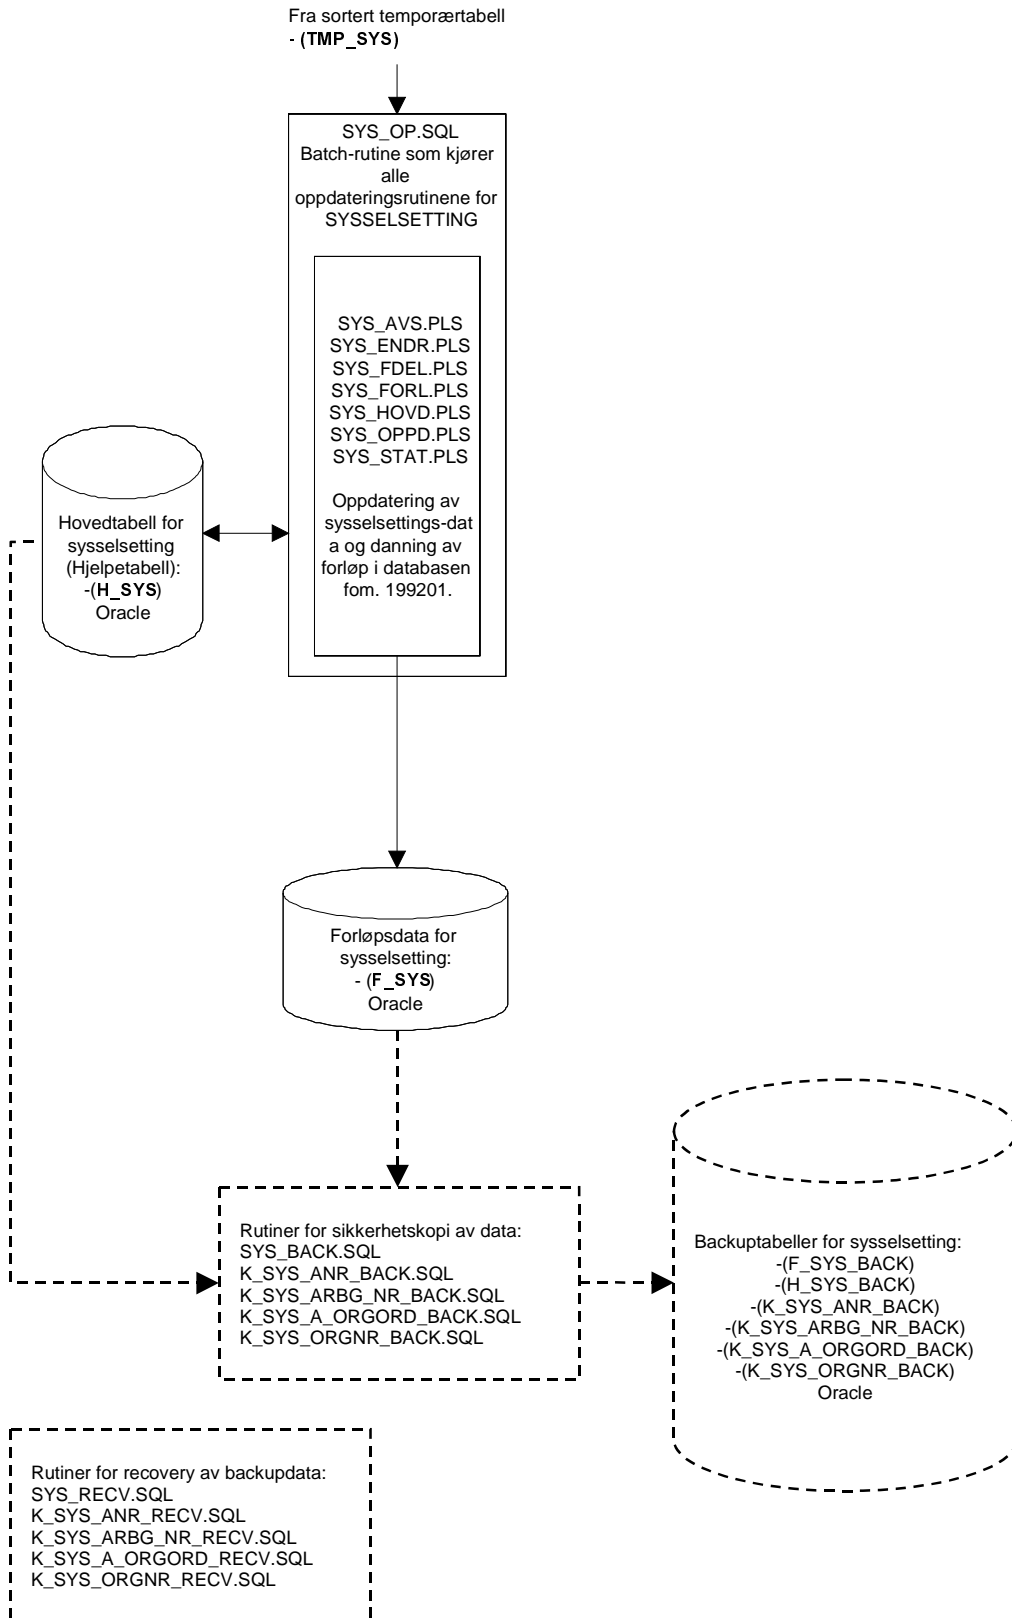 Fra sortert temporærtabell
- (TMP_SYS)
SYS_OP.SQL
Batch-rutine som kjører
alle
oppdateringsrutinene for
SYSSELSETTING
SYS_AVS.PLS
SYS_ENDR.PLS
SYS_FDEL.PLS
SYS_FORL.PLS
SYS_HOVD.PLS
SYS_OPPD.PLS
SYS_STAT.PLS
Oppdatering av
sysselsettings-dat
a og danning av
forløp i databasen
fom. 199201.
Hovedtabell for
sysselsetting
(Hjelpetabell):
-(H_SYS)
Oracle
Forløpsdata for
sysselsetting:
- (F_SYS)
Oracle
Rutiner for sikkerhetskopi av data:
SYS_BACK.SQL
K_SYS_ANR_BACK.SQL
K_SYS_ARBG_NR_BACK.SQL
K_SYS_A_ORGORD_BACK.SQL
K_SYS_ORGNR_BACK.SQL
Backuptabeller for sysselsetting:
-(F_SYS_BACK)
-(H_SYS_BACK)
-(K_SYS_ANR_BACK)
-(K_SYS_ARBG_NR_BACK)
-(K_SYS_A_ORGORD_BACK)
-(K_SYS_ORGNR_BACK)
Oracle
Rutiner for recovery av backupdata:
SYS_RECV.SQL
K_SYS_ANR_RECV.SQL
K_SYS_ARBG_NR_RECV.SQL
K_SYS_A_ORGORD_RECV.SQL
K_SYS_ORGNR_RECV.SQL